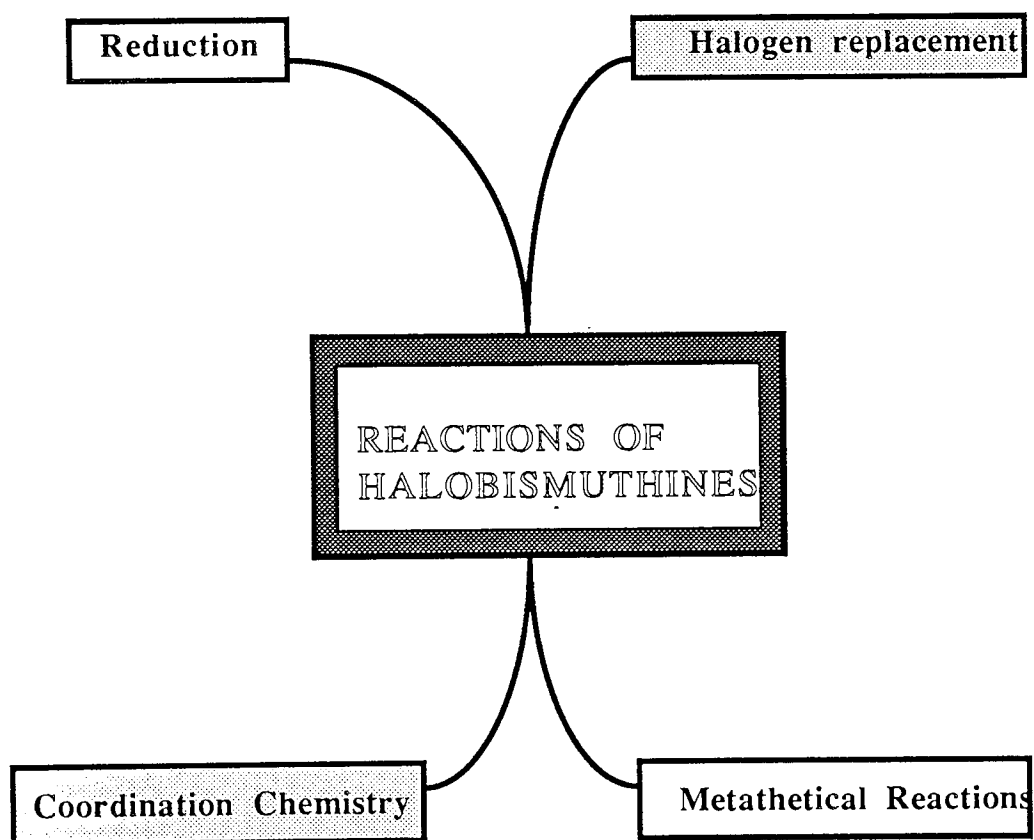 Reduction
Halogen replacement
REACTIONS OF
HALOBISMUTHINES
Coordination Chemistry
Metathetical Reactions